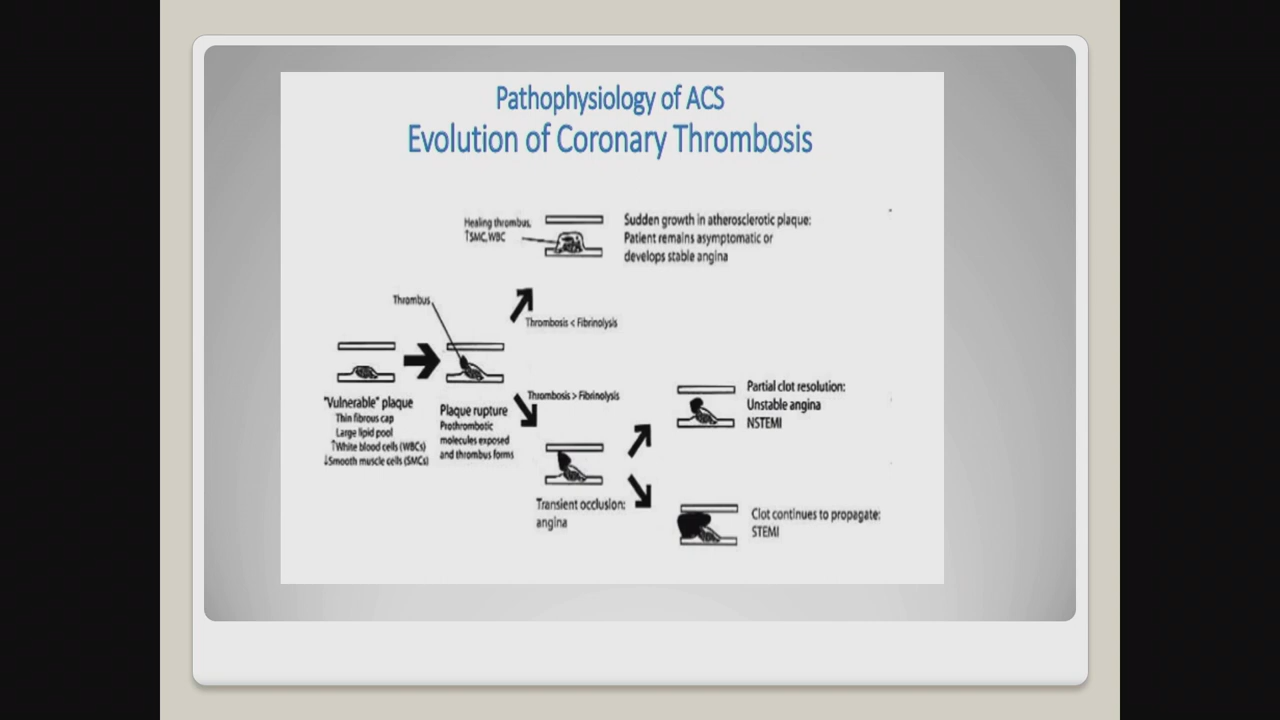 Pathophysiology of ACS
Evolution of Coronary Thrombosis
Healing thrombus,
↑SMC, WBC
Sudden growth in atherosclerotic plaque:
Patient remains asymptomatic or
develops stable angina
Thrombus
Thrombosis < Fibrinolysis
"Vulnerable" plaque
Thin fibrous cap
Large lipid pool
↑White blood cells (WBCs)
↓Smooth muscle cells (SMCs)
Plaque rupture
Prothrombotic
molecules exposed
and thrombus forms
Thrombosis > Fibrinolysis
Transient occlusion:
angina
Partial clot resolution:
Unstable angina
NSTEMI
Clot continues to propagate:
STEMI